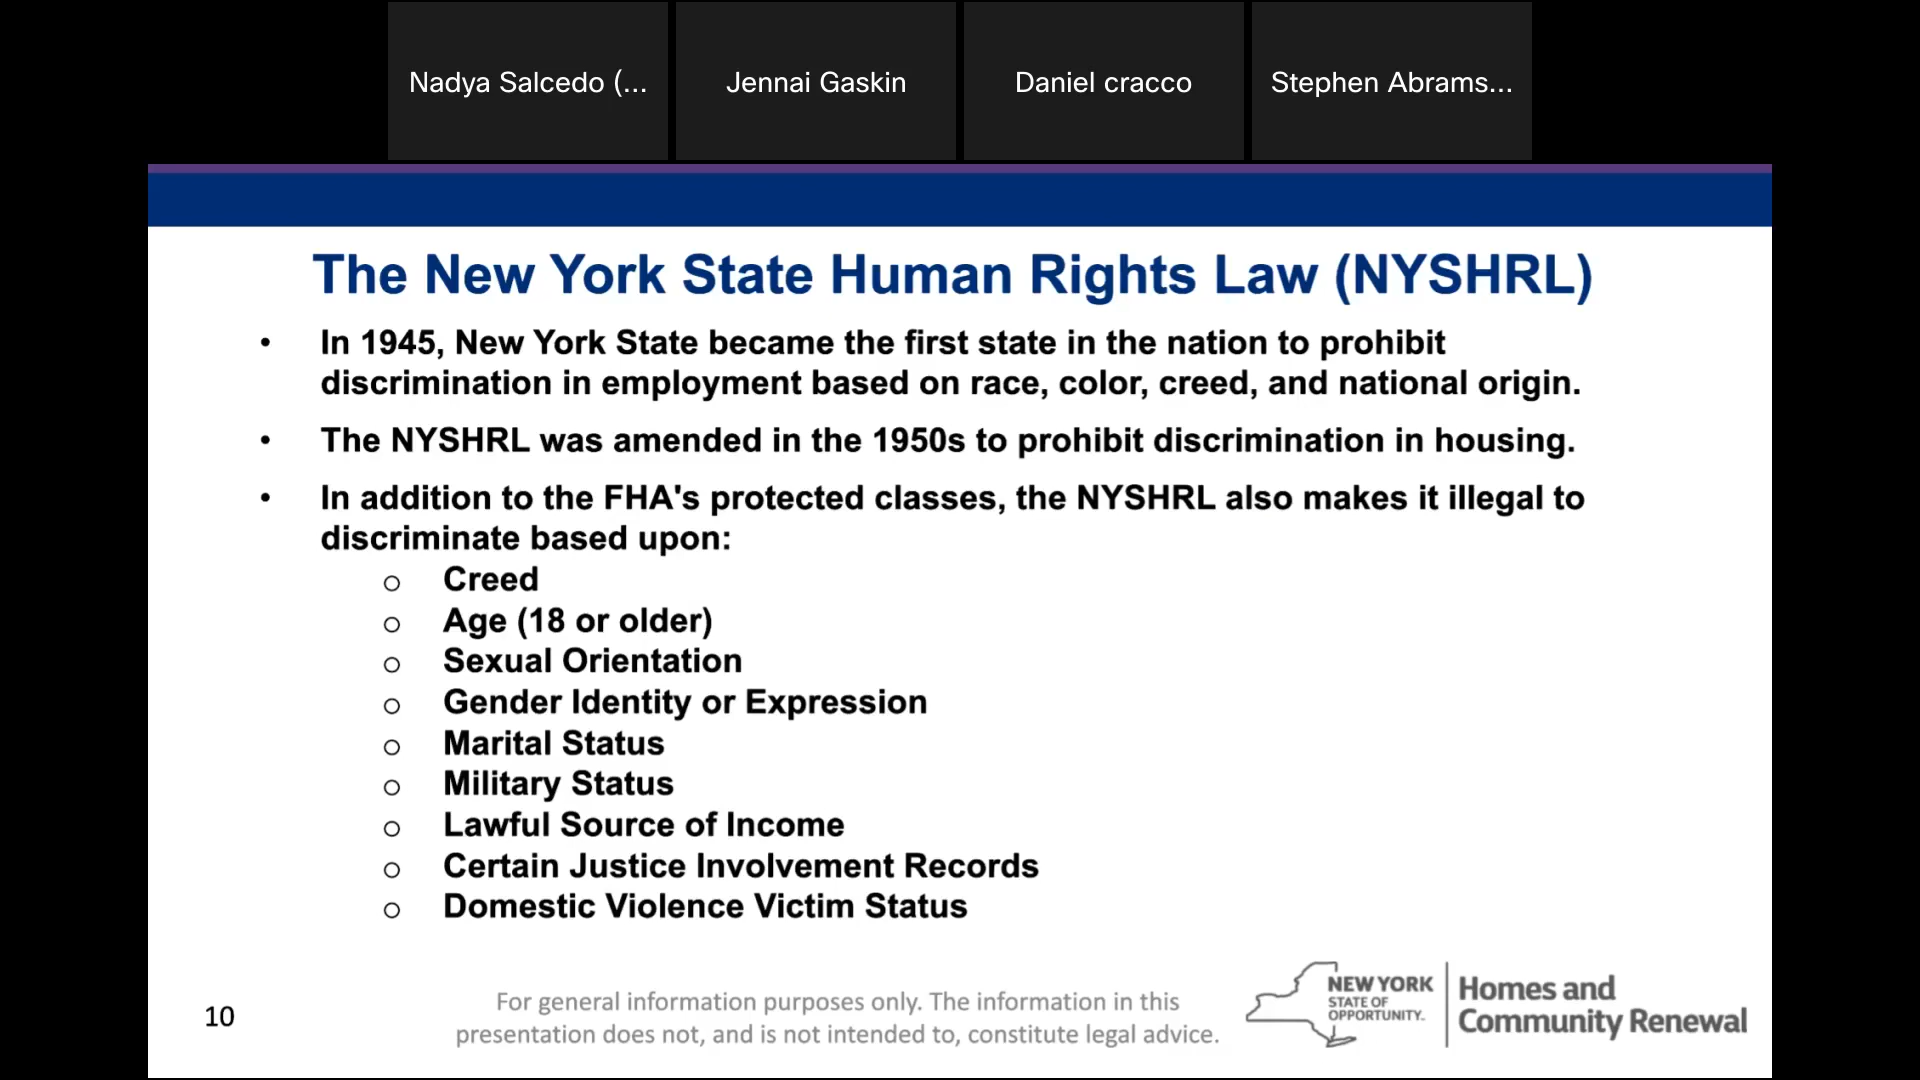 Nadya Salcedo (...
Jennai Gaskin
Daniel cracco
Stephen Abrams...
The New York State Human Rights Law (NYSHRL)
• In 1945, New York State became the first state in the nation to prohibit
discrimination in employment based on race, color, creed, and national origin.
• The NYSHRL was amended in the 1950s to prohibit discrimination in housing.
• In addition to the FHA's protected classes, the NYSHRL also makes it illegal to
discriminate based upon:
o Creed
o Age (18 or older)
o Sexual Orientation
o Gender Identity or Expression
o Marital Status
o Military Status
o Lawful Source of Income
o Certain Justice Involvement Records
o Domestic Violence Victim Status
10
For general information purposes only. The information in this
presentation does not, and is not intended to, constitute legal advice.
NEW YORK
STATE OF
OPPORTUNITY.
Homes and
Community Renewal